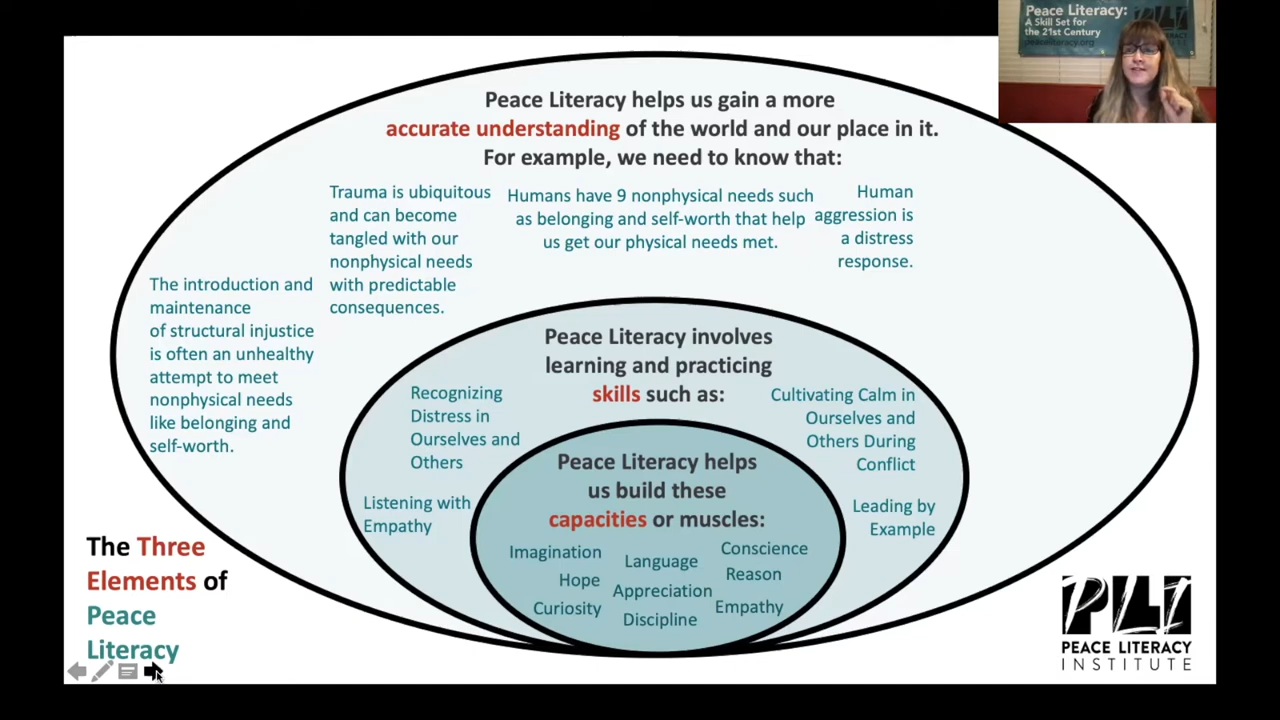 Peace Literacy:
A Skill Set for
the 21st Century
peaceliteracy.org
PLI
Peace Literacy helps us gain a more
accurate understanding of the world and our place in it.
For example, we need to know that:
Trauma is ubiquitous
and can become
tangled with our
nonphysical needs
with predictable
consequences.
Humans have 9 nonphysical needs such
as belonging and self-worth that help
us get our physical needs met.
Human
aggression is
a distress
response.
The introduction and
maintenance
of structural injustice
is often an unhealthy
attempt to meet
nonphysical needs
like belonging and
self-worth.
Peace Literacy involves
learning and practicing
skills such as:
Recognizing
Distress in
Ourselves and
Others
Listening with
Empathy
Cultivating Calm in
Ourselves and
Others During
Conflict
Leading by
Example
Peace Literacy helps
us build these
capacities or muscles:
Imagination
Hope
Curiosity
Language
Appreciation
Discipline
Conscience
Reason
Empathy
The Three
Elements of
Peace
Literacy
PLI
PEACE LITERACY
INSTITUTE